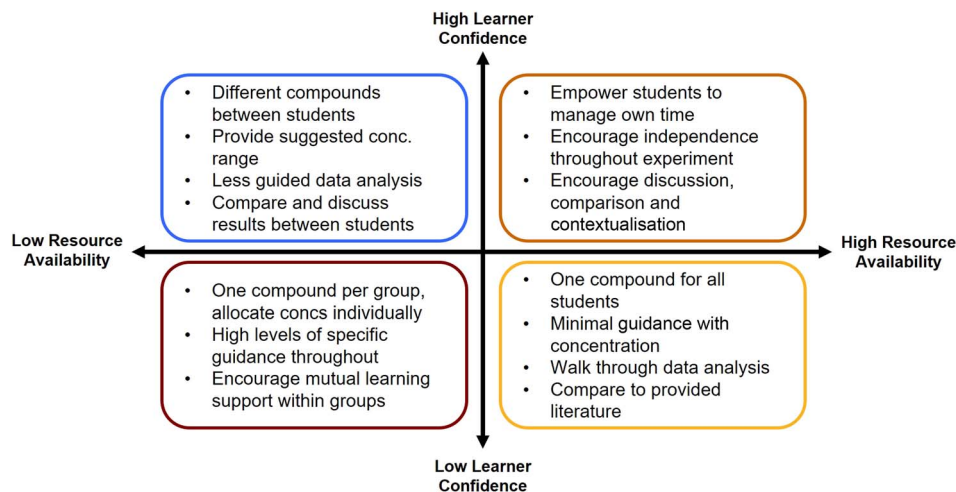 High Learner
Confidence
• Different compounds
between students
• Provide suggested conc.
range
• Less guided data analysis
• Compare and discuss
results between students
• Empower students to
manage own time
• Encourage independence
throughout experiment
• Encourage discussion,
comparison and
contextualisation
Low Resource
Availability
High Resource
Availability
• One compound per group,
allocate concs individually
• High levels of specific
guidance throughout
• Encourage mutual learning
support within groups
• One compound for all
students
• Minimal guidance with
concentration
• Walk through data analysis
• Compare to provided
literature
Low Learner
Confidence